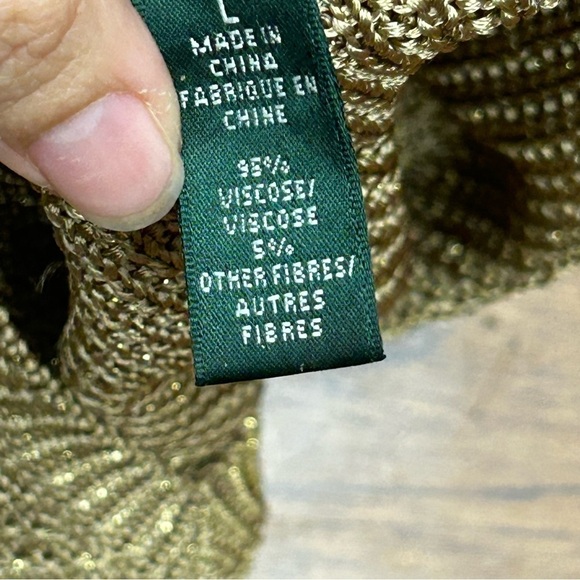 L
MADE IN
CHINA
FABRIQUE EN
CHINE
95%
VISCOSE/
VISCOSE
5%
OTHER FIBRES/
AUTRES
FIBRES